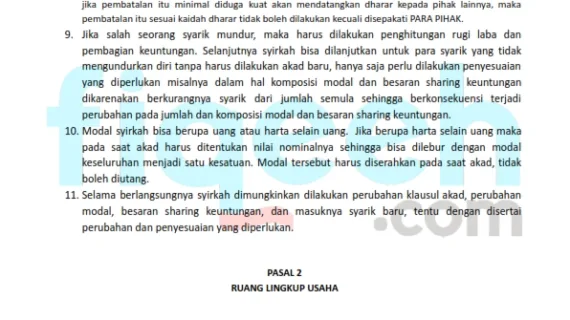 jika pembatalan itu minimal diduga kuat akan mendatangkan dharar kepada pihak lainnya, maka
pembatalan itu sesuai kaidah dharar tidak boleh dilakukan kecuali disepakati PARA PIHAK.
9. Jika salah seorang syarik mundur, maka harus dilakukan penghitungan rugi laba dan
pembagian keuntungan. Selanjutnya syirkah bisa dilanjutkan untuk para syarik yang tidak
mengundurkan diri tanpa harus dilakukan akad baru, hanya saja perlu dilakukan penyesuaian
yang diperlukan misalnya dalam hal komposisi modal dan besaran sharing keuntungan
dikarenakan berkurangnya syarik dari jumlah semula sehingga berkonsekuensi terjadi
perubahan pada jumlah dan komposisi modal dan besaran sharing keuntungan.
10. Modal syirkah bisa berupa uang atau harta selain uang. Jika berupa harta selain uang maka
pada saat akad harus ditentukan nilai nominalnya sehingga bisa dilebur dengan modal
keseluruhan menjadi satu kesatuan. Modal tersebut harus diserahkan pada saat akad, tidak
boleh diutang.
11. Selama berlangsungnya syirkah dimungkinkan dilakukan perubahan klausul akad, perubahan
modal, besaran sharing keuntungan, dan masuknya syarik baru, tentu dengan disertai
perubahan dan penyesuaian yang diperlukan.
fiqeeh
.com
PASAL 2
RUANG LINGKUP USAHA